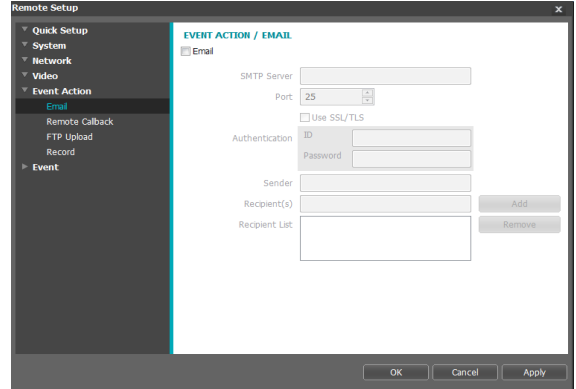 Remote Setup
x
Quick Setup
System
Network
Video
Event Action
Email
Remote Callback
FTP Upload
Record
Event
EVENT ACTION / EMAIL
Email
SMTP Server
Port 25
Use SSL/TLS
Authentication ID
Password
Sender
Recipient(s) Add
Recipient List Remove
OK Cancel Apply